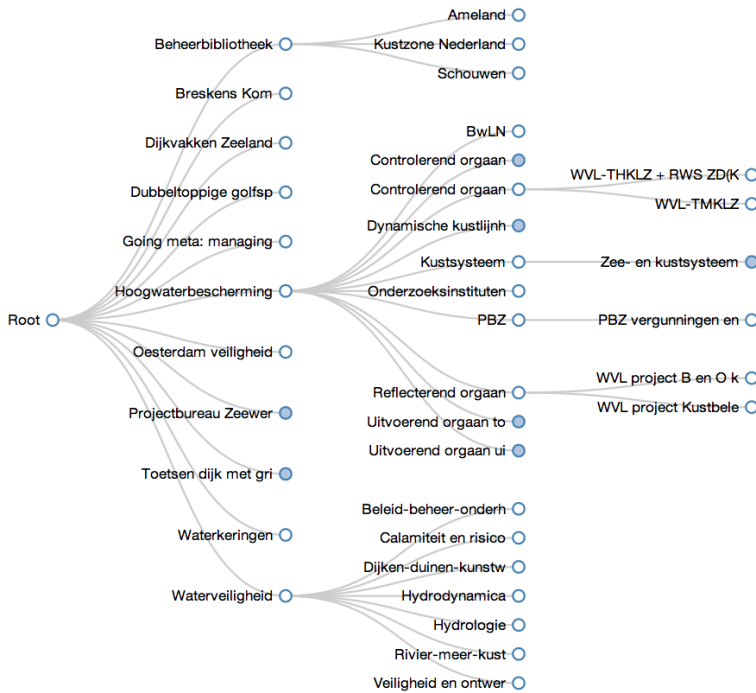 Root
Beheerbibliotheek
Ameland
Kustzone Nederland
Schouwen
Breskens Kom
Dijkvakken Zeeland
Dubbeltoppige golfsp
Going meta: managing
Hoogwaterbescherming
BwLN
Controlerend orgaan
Controlerend orgaan
WVL-THKLZ + RWS ZD(K
WVL-TMKLZ
Dynamische kustlijnh
Kustsysteem
Zee- en kustsysteem
Onderzoeksinstituten
PBZ
PBZ vergunningen en
Reflecterend orgaan
WVL project B en O k
WVL project Kustbele
Uitvoerend orgaan to
Uitvoerend orgaan ui
Oesterdam veiligheid
Projectbureau Zeewer
Toetsen dijk met gri
Waterkeringen
Waterveiligheid
Beleid-beheer-onderh
Calamiteit en risico
Dijken-duinen-kunstw
Hydrodynamica
Hydrologie
Rivier-meer-kust
Veiligheid en ontwer